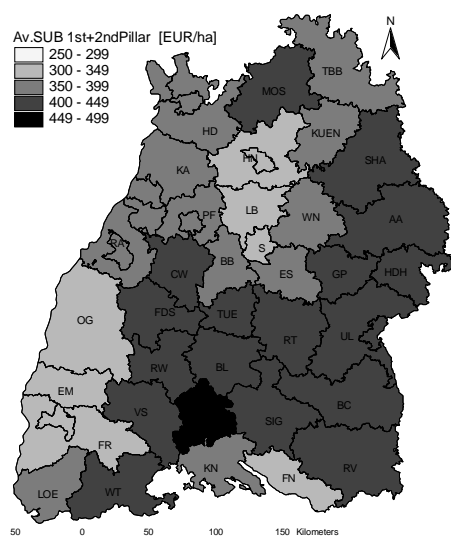 Av.SUB 1st+2ndPillar [EUR/ha]
250 - 299
300 - 349
350 - 399
400 - 449
449 - 499
N
TBB
MOS
HD
KUEN
HN
SHA
KA
LB
WN
AA
PF
RA
S
CW
BB
ES
GP
HDH
OG
FDS
TUE
RT
UL
RW
BL
EM
VS
SIG
BC
FR
KN
FN
RV
LOE
WT
50 0 50 100 150 Kilometers